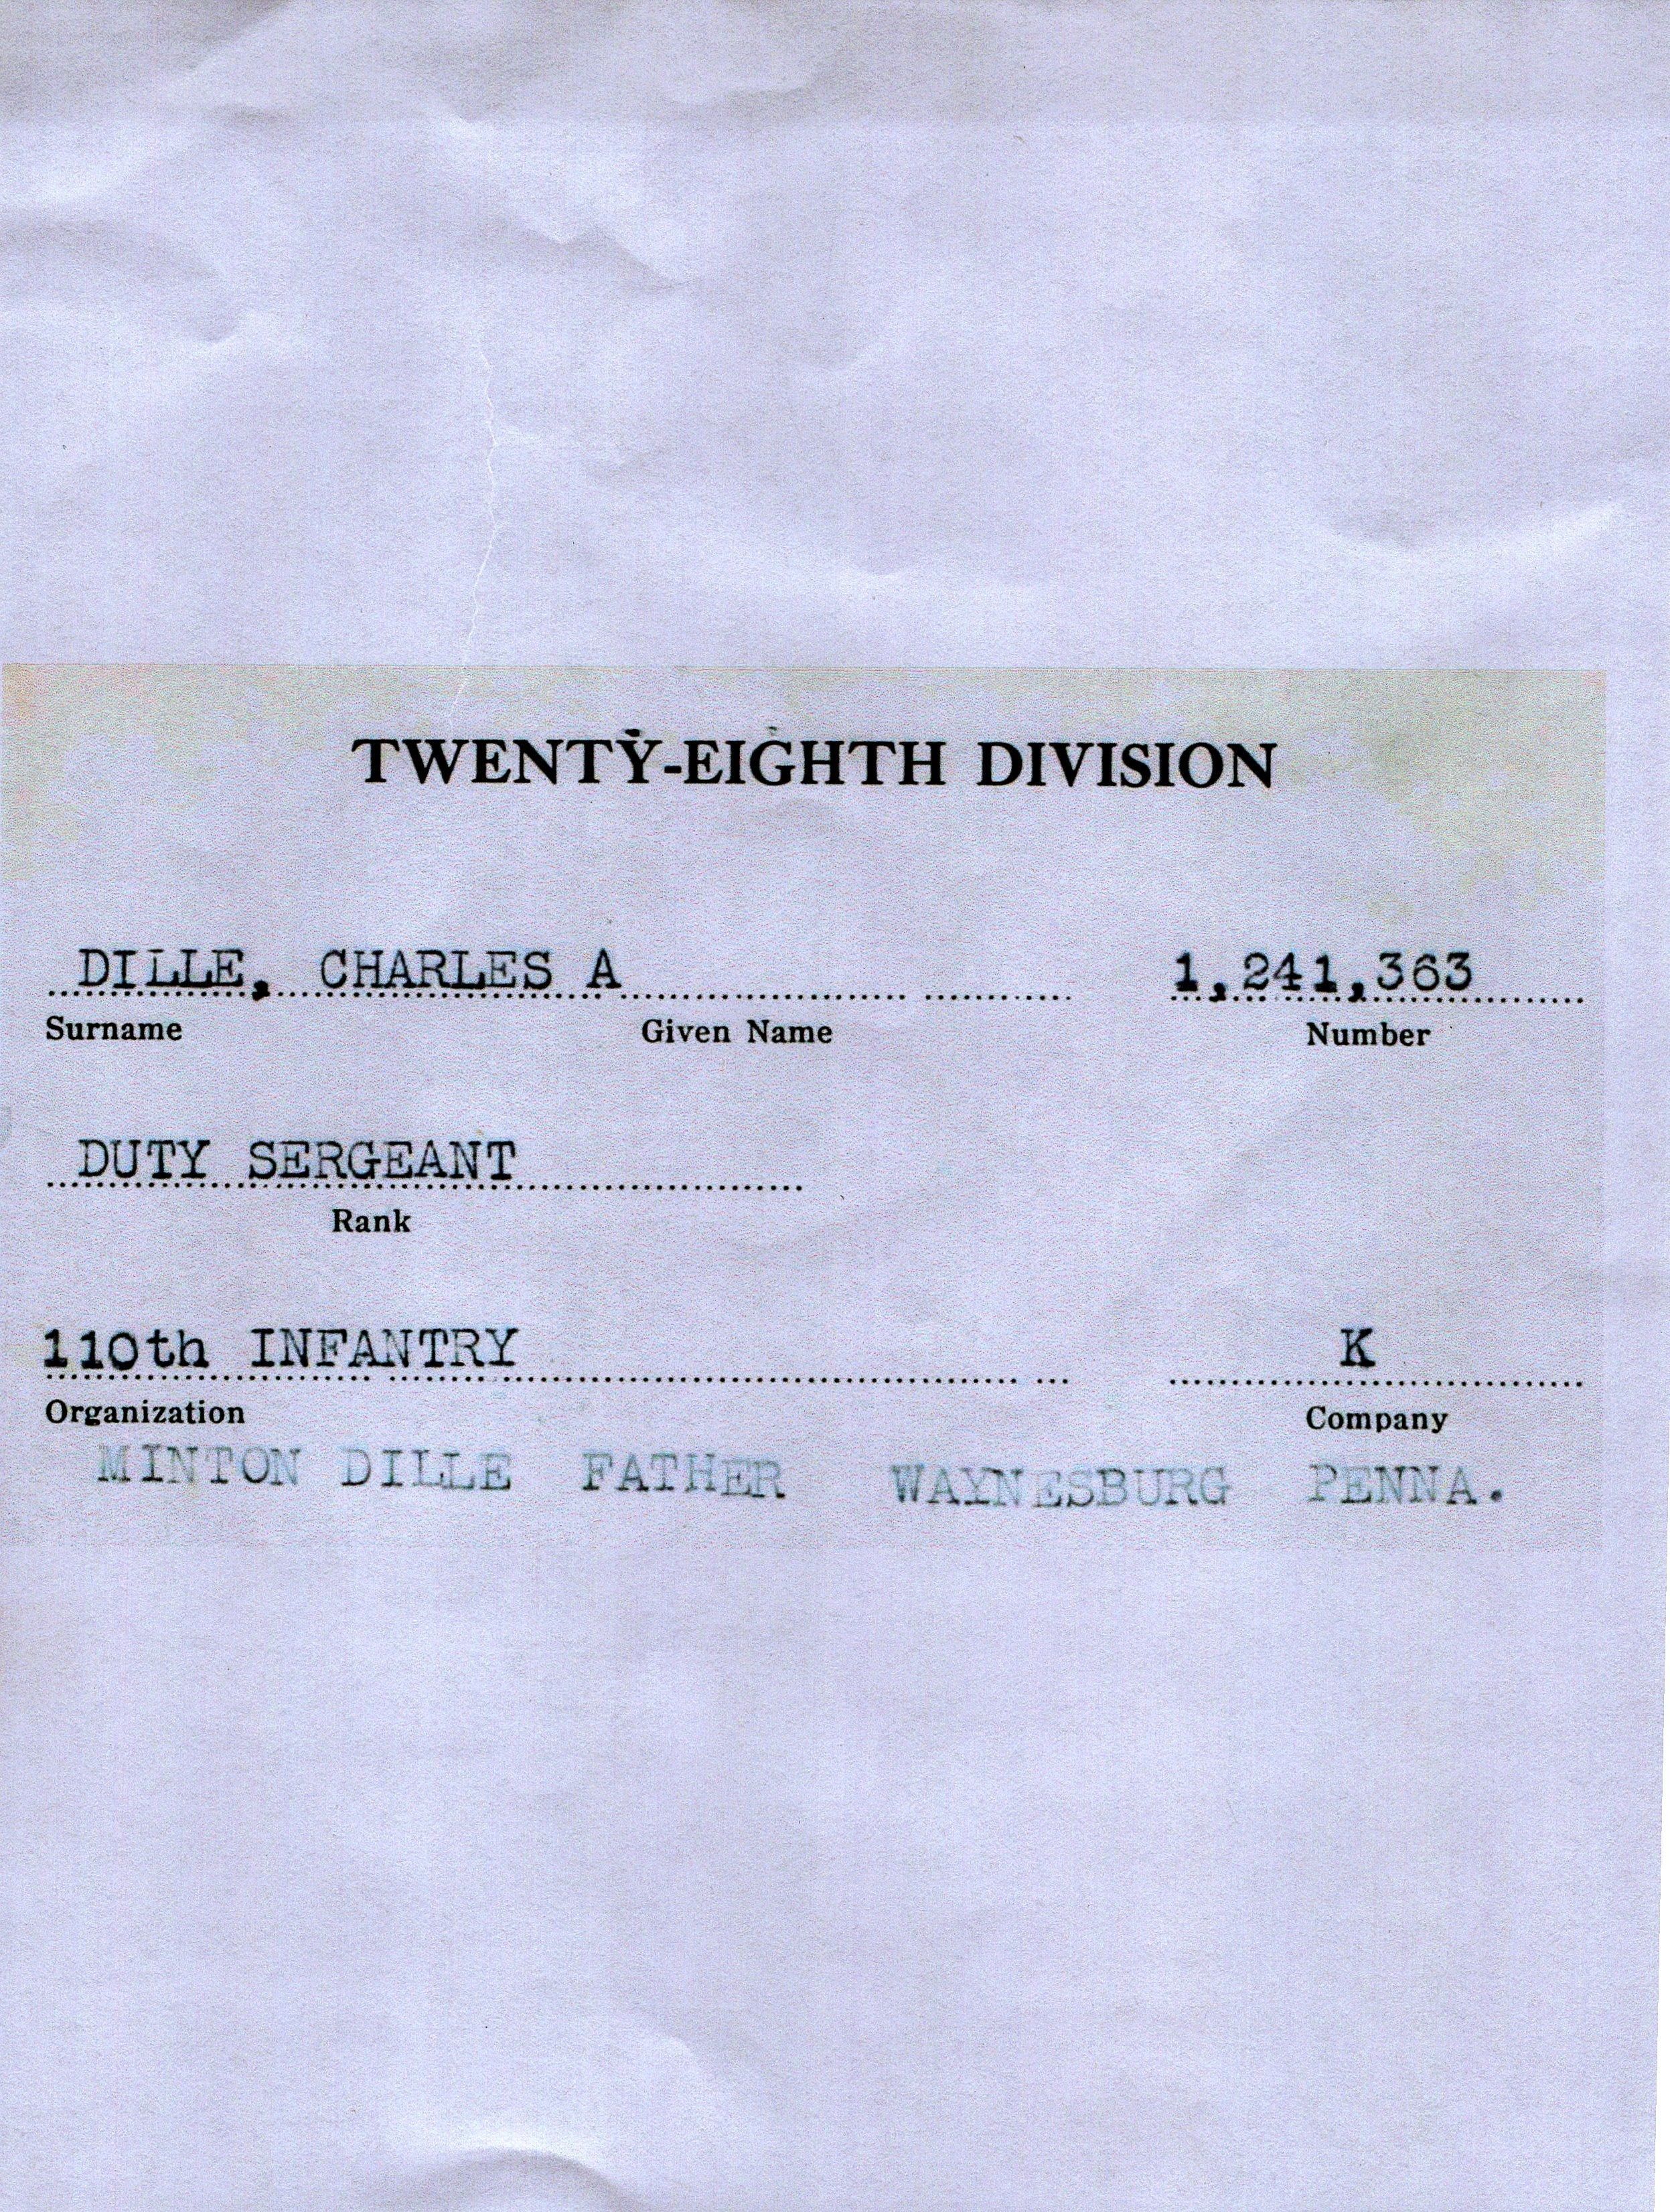 TWENTY-EIGHTH DIVISION
DILLE, CHARLES A 1,241,363
Surname Given Name Number
DUTY SERGEANT
Rank
110th INFANTRY K
Organization Company
MINTON DILLE FATHER WAYNESBURG PENNA.